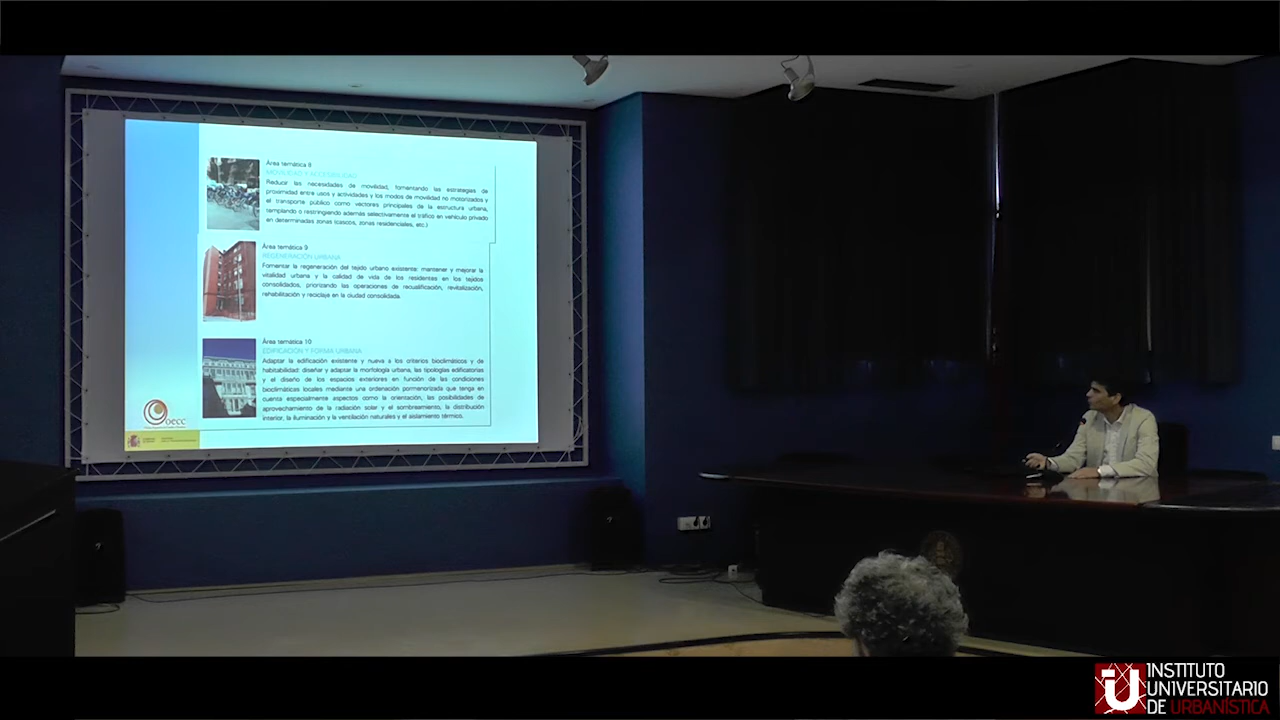 Área temática 8
MOVILIDAD Y ACCESIBILIDAD
Reducir las necesidades de movilidad, fomentando las estrategias de
proximidad entre usos y actividades y los modos de movilidad no motorizados y
el transporte público como vectores principales de la estructura urbana,
templando o restringiendo además selectivamente el tráfico en vehículo privado
en determinadas zonas (cascos, zonas residenciales, etc.)
Área temática 9
REGENERACIÓN URBANA
Fomentar la regeneración del tejido urbano existente: mantener y mejorar la
vitalidad urbana y la calidad de vida de los residentes en los tejidos
consolidados, priorizando las operaciones de recualificación, revitalización,
rehabilitación y reciclaje en la ciudad consolidada.
Área temática 10
EDIFICACIÓN Y FORMA URBANA
Adaptar la edificación existente y nueva a los criterios bioclimáticos y de
habitabilidad: diseñar y adaptar la morfología urbana, las tipologías edificatorias
y el diseño de los espacios exteriores en función de las condiciones
bioclimáticas locales mediante una ordenación pormenorizada que tenga en
cuenta especialmente aspectos como la orientación, las posibilidades de
aprovechamiento de la radiación solar y el sombreamiento, la distribución
interior, la iluminación y la ventilación naturales y el aislamiento térmico.
oecc
INSTITUTO
UNIVERSITARIO
DE URBANÍSTICA